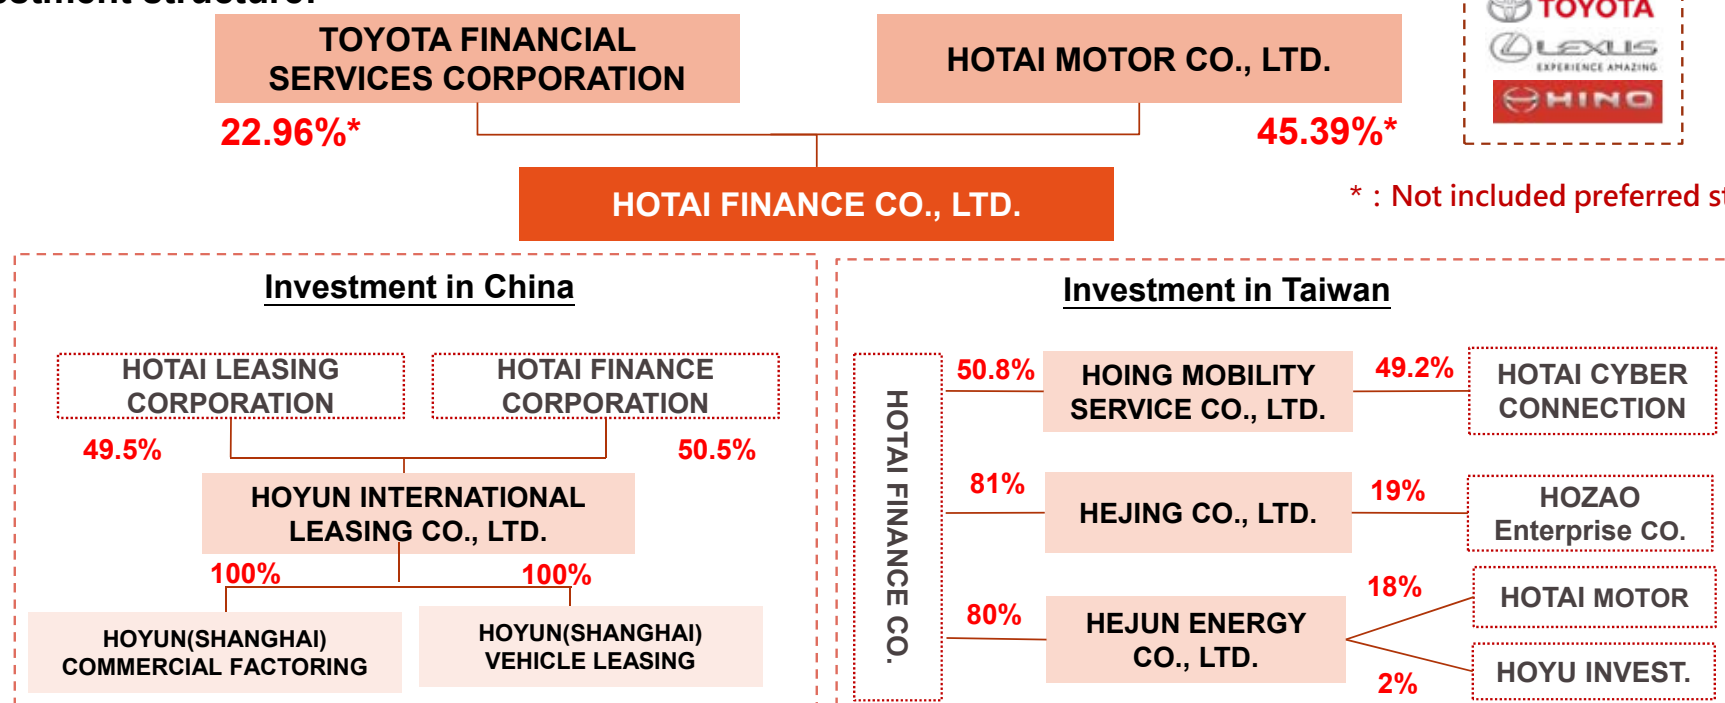 TOYOTA FINANCIAL
SERVICES CORPORATION
HOTAI MOTOR CO., LTD.
TOYOTA
LEXUS
EXPERIENCE AMAZING
HINO
22.96%*
45.39%*
HOTAI FINANCE CO., LTD.
* : Not included preferred
Investment in China
HOTAI LEASING
CORPORATION
HOTAI FINANCE
CORPORATION
49.5%
50.5%
HOYUN INTERNATIONAL
LEASING CO., LTD.
100%
100%
HOYUN(SHANGHAI)
COMMERCIAL FACTORING
HOYUN(SHANGHAI)
VEHICLE LEASING
Investment in Taiwan
HOTAI FINANCE CO.
50.8%
HOING MOBILITY
SERVICE CO., LTD.
49.2%
HOTAI CYBER
CONNECTION
81%
HEJING CO., LTD.
19%
HOZAO
Enterprise CO.
80%
HEJUN ENERGY
CO., LTD.
18%
HOTAI MOTOR
2%
HOYU INVEST.